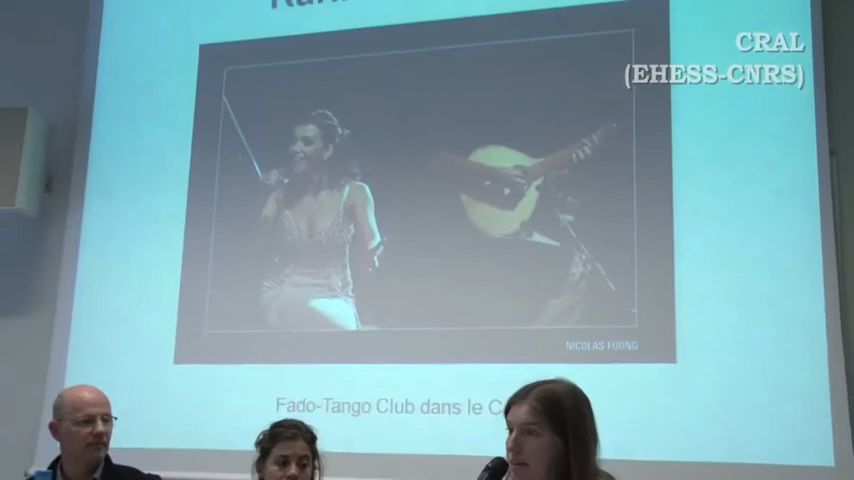 CRAL
(EHESS-CNRS)
NICOLAS FOONG
Fado-Tango Club dans le